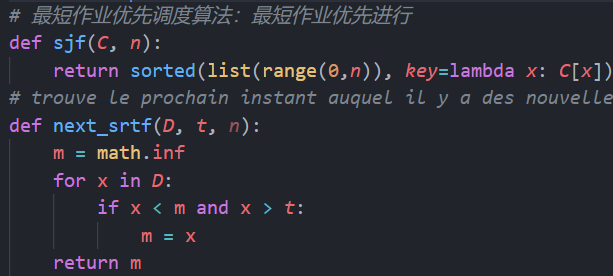 # 最短作业优先调度算法：最短作业优先进行
def sjf(C, n):
    return sorted(list(range(0,n)), key=lambda x: C[x])
# trouve le prochain instant auquel il y a des nouvelle
def next_srtf(D, t, n):
    m = math.inf
    for x in D:
        if x < m and x > t:
            m = x
    return m